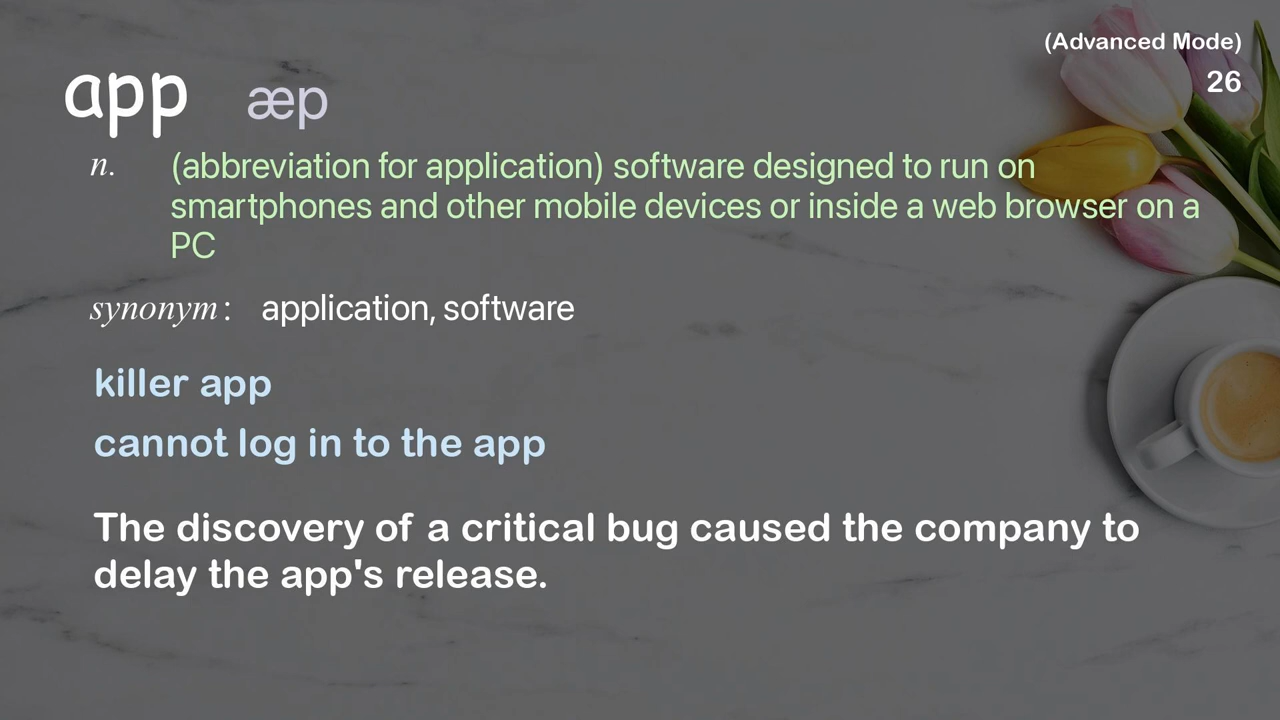 (Advanced Mode)
26
app æp
n. (abbreviation for application) software designed to run on
smartphones and other mobile devices or inside a web browser on a
PC
synonym: application, software
killer app
cannot log in to the app
The discovery of a critical bug caused the company to
delay the app's release.